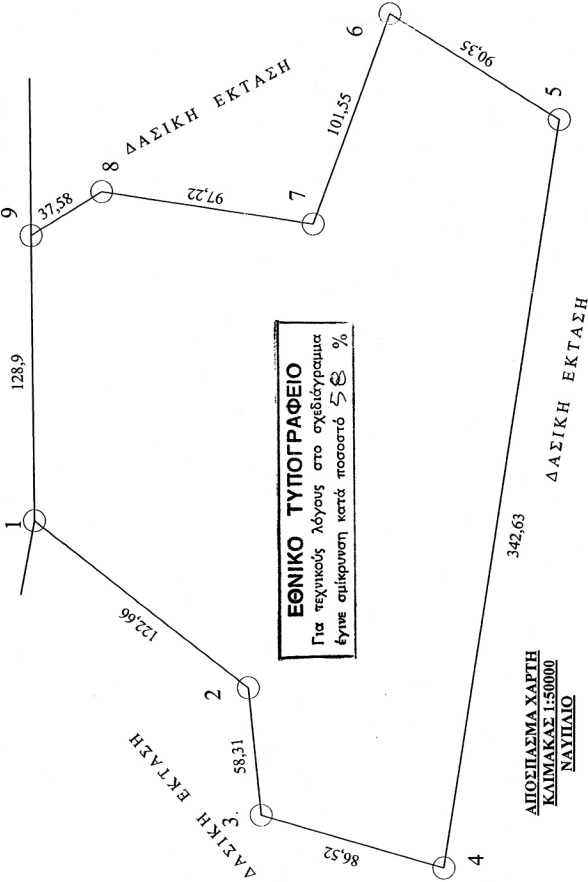 9
37,58
8
ΔΑΣΙΚΗ ΕΚΤΑΣΗ
128,9
97,22
7
101,55
6
90,35
5
1
122,66
2
58,31
3.
86,52
4
342,63
ΔΑΣΙΚΗ ΕΚΤΑΣΗ
ΔΑΣΙΚΗ ΕΚΤΑΣΗ
ΔΑΣΙΚΗ ΕΚΤΑΣΗ
ΕΘΝΙΚΟ ΤΥΠΟΓΡΑΦΕΙΟ
Για τεχνικούς λόγους στο σχεδιάγραμμα
έγινε σμίκρυνση κατά ποσοστό 58 %
ΑΠΟΣΠΑΣΜΑ ΧΑΡΤΗ
ΚΛΙΜΑΚΑΣ 1:50000
ΝΑΥΠΛΙΟ